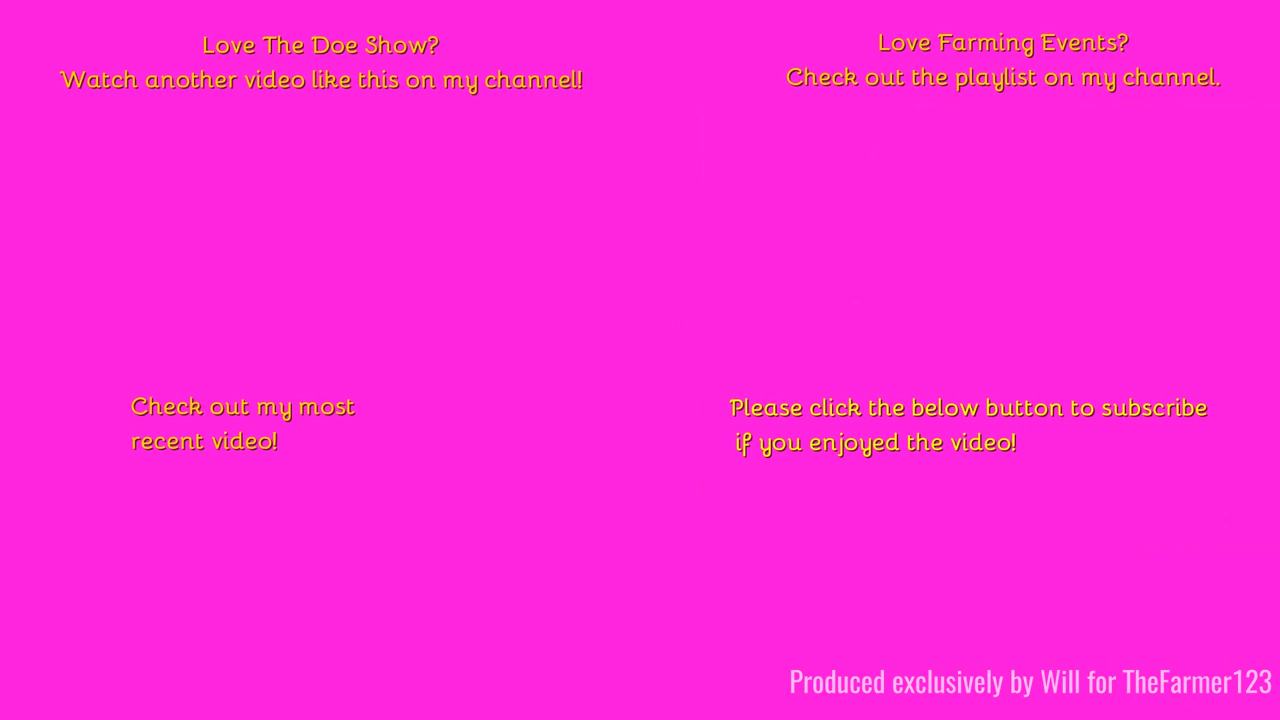 Love The Doe Show?
Watch another video like this on my channel!
Love Farming Events?
Check out the playlist on my channel.
Check out my most
recent video!
Please click the below button to subscribe
if you enjoyed the video!
Produced exclusively by Will for TheFarmer123